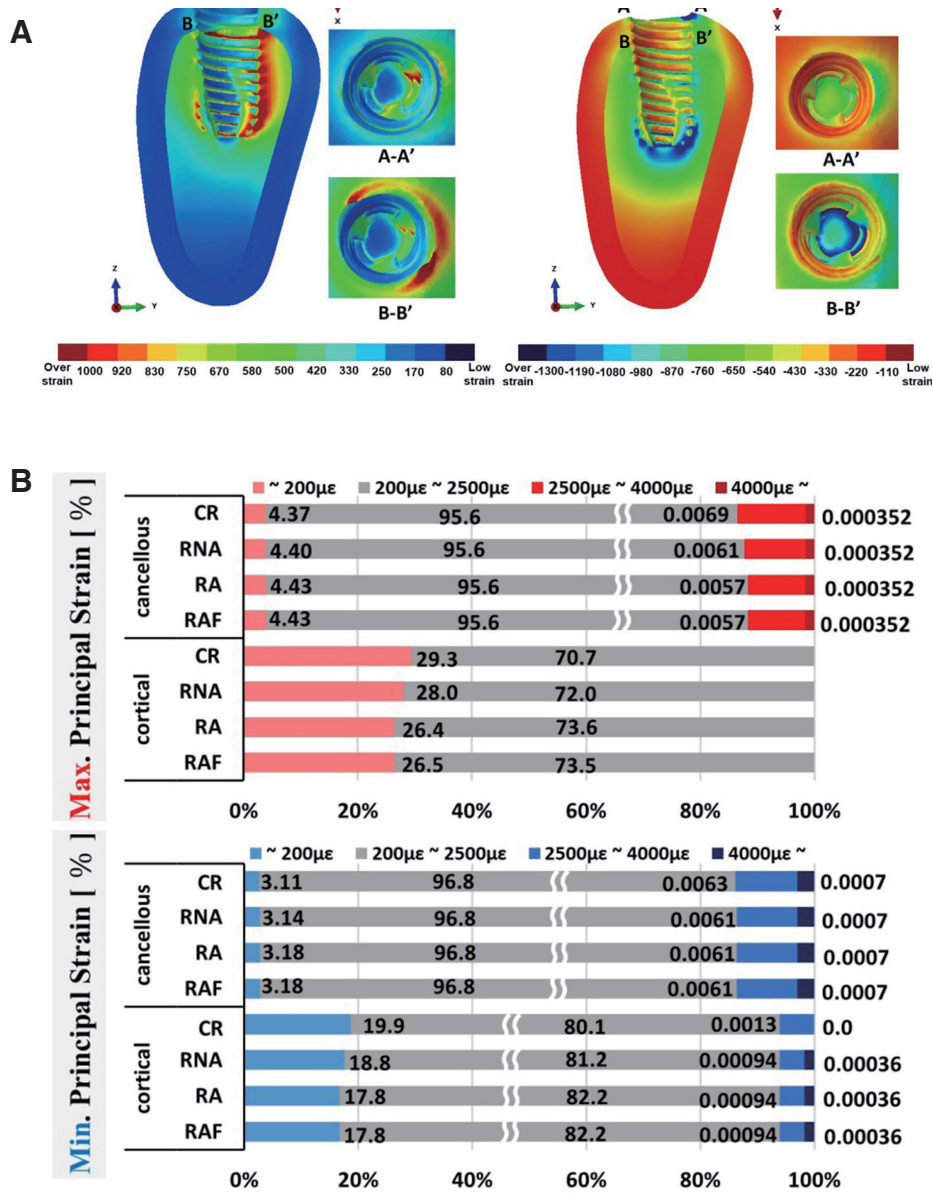 A
B B'
x
A-A'
B-B'
Z
X
Y
Over strain 1000 920 830 750 670 580 500 420 330 250 170 80 Low strain
A A'
B B'
x
A-A'
B-B'
Z
X
Y
Over strain -1300 -1190 -1080 -980 -870 -760 -650 -540 -430 -330 -220 -110 Low strain
B
Max. Principal Strain [ % ]
~ 200µε 200µε ~ 2500µε 2500µε ~ 4000µε 4000µε ~
cancellous
CR 4.37 95.6 0.0069 0.000352
RNA 4.40 95.6 0.0061 0.000352
RA 4.43 95.6 0.0057 0.000352
RAF 4.43 95.6 0.0057 0.000352
cortical
CR 29.3 70.7
RNA 28.0 72.0
RA 26.4 73.6
RAF 26.5 73.5
0% 20% 40% 60% 80% 100%
Min. Principal Strain [ % ]
~ 200µε 200µε ~ 2500µε 2500µε ~ 4000µε 4000µε ~
cancellous
CR 3.11 96.8 0.0063 0.0007
RNA 3.14 96.8 0.0061 0.0007
RA 3.18 96.8 0.0061 0.0007
RAF 3.18 96.8 0.0061 0.0007
cortical
CR 19.9 80.1 0.0013 0.0
RNA 18.8 81.2 0.00094 0.00036
RA 17.8 82.2 0.00094 0.00036
RAF 17.8 82.2 0.00094 0.00036
0% 20% 40% 60% 80% 100%